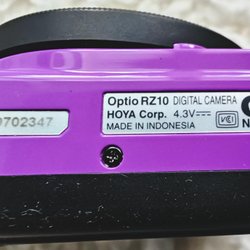 9702347
Optio RZ10 DIGITAL CAMERA
HOYA Corp. 4.3V
MADE IN INDONESIA
VCCI